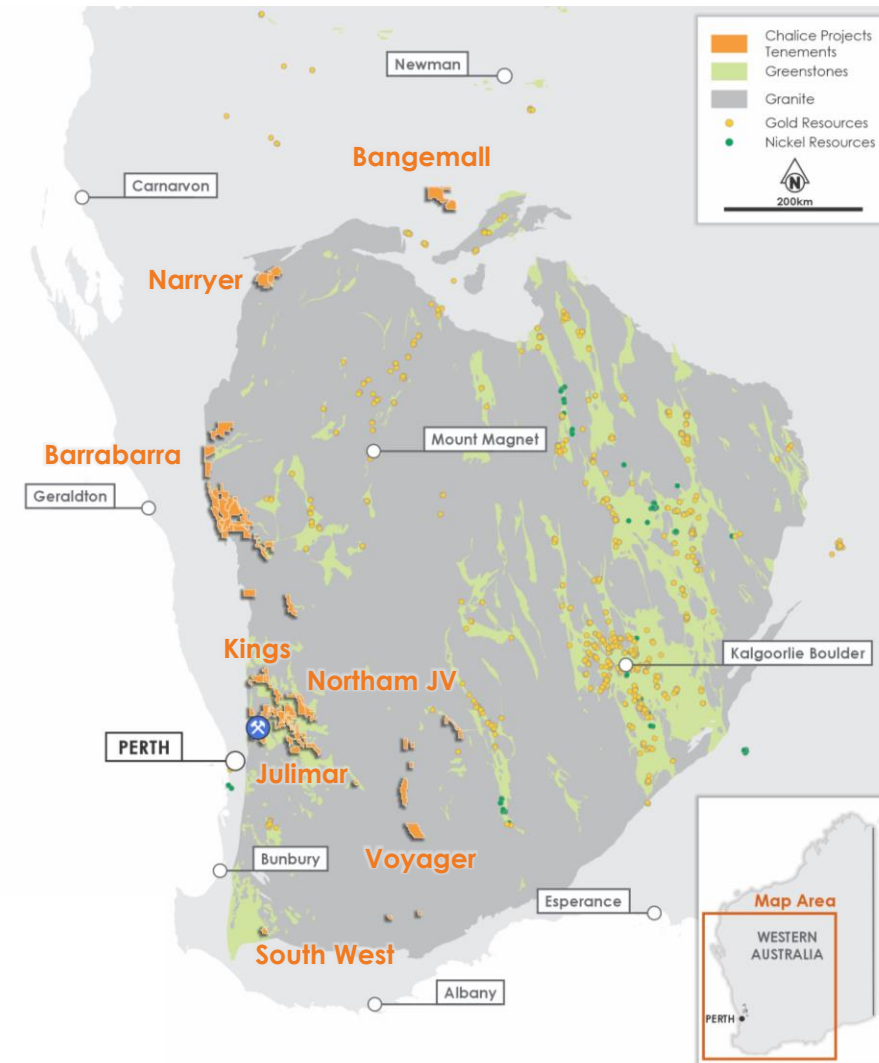 Chalice Projects
Tenements
Greenstones
Granite
Gold Resources
Nickel Resources
N
200km
Newman
Bangemall
Carnarvon
Narryer
Mount Magnet
Barrabarra
Geraldton
Kings
Northam JV
Kalgoorlie Boulder
PERTH
Julimar
Voyager
Bunbury
Esperance
South West
Albany
Map Area
WESTERN
AUSTRALIA
PERTH